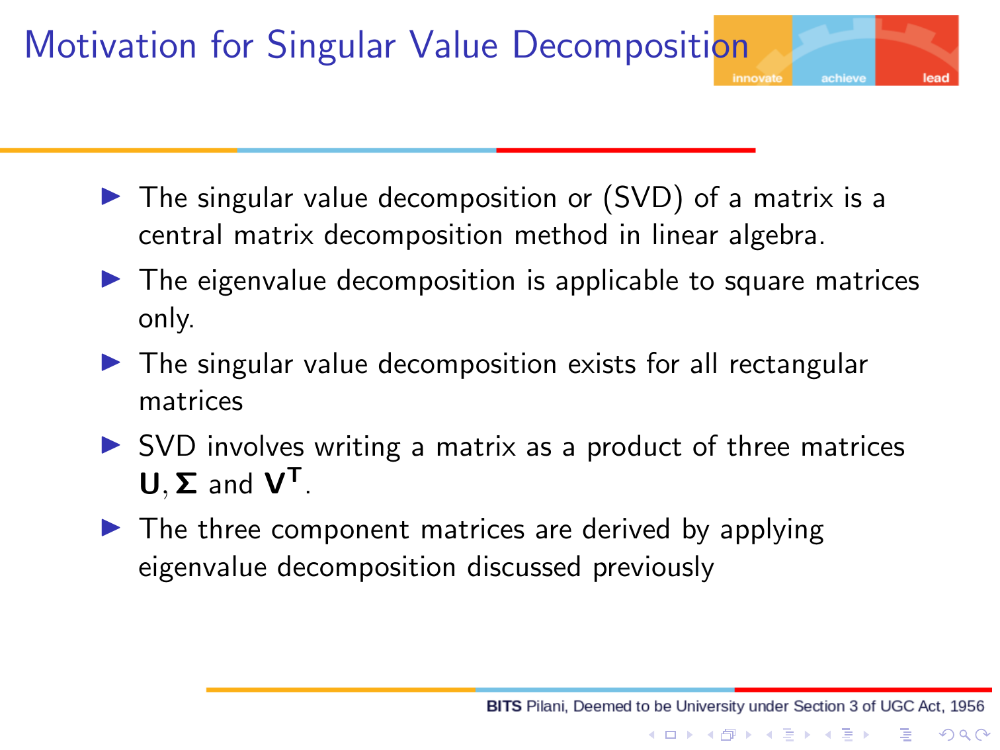 Motivation for Singular Value Decomposition
innovate achieve lead
▶ The singular value decomposition or (SVD) of a matrix is a
central matrix decomposition method in linear algebra.
▶ The eigenvalue decomposition is applicable to square matrices
only.
▶ The singular value decomposition exists for all rectangular
matrices
▶ SVD involves writing a matrix as a product of three matrices
U, Σ and Vᵀ.
▶ The three component matrices are derived by applying
eigenvalue decomposition discussed previously
BITS Pilani, Deemed to be University under Section 3 of UGC Act, 1956